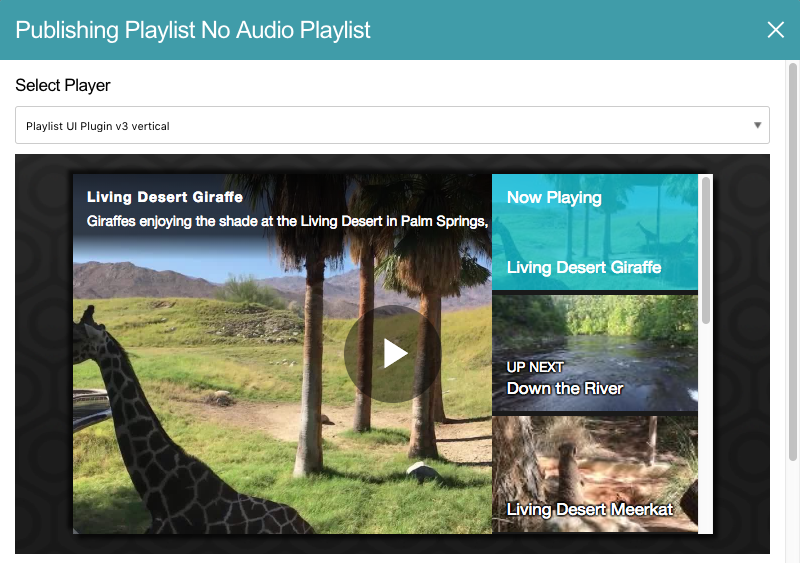 Publishing Playlist No Audio Playlist
Select Player
Playlist UI Plugin v3 vertical
Living Desert Giraffe
Giraffes enjoying the shade at the Living Desert in Palm Springs,
Now Playing
Living Desert Giraffe
UP NEXT
Down the River
Living Desert Meerkat